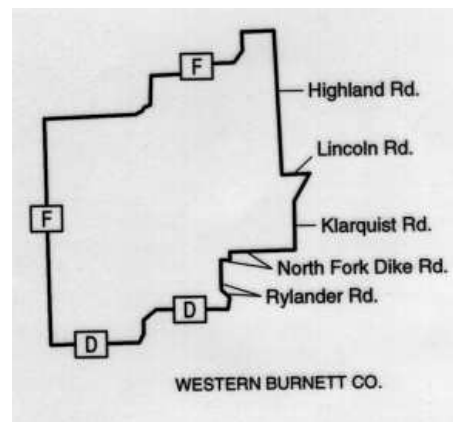 F
Highland Rd.
Lincoln Rd.
F
Klarquist Rd.
North Fork Dike Rd.
Rylander Rd.
D
D
WESTERN BURNETT CO.